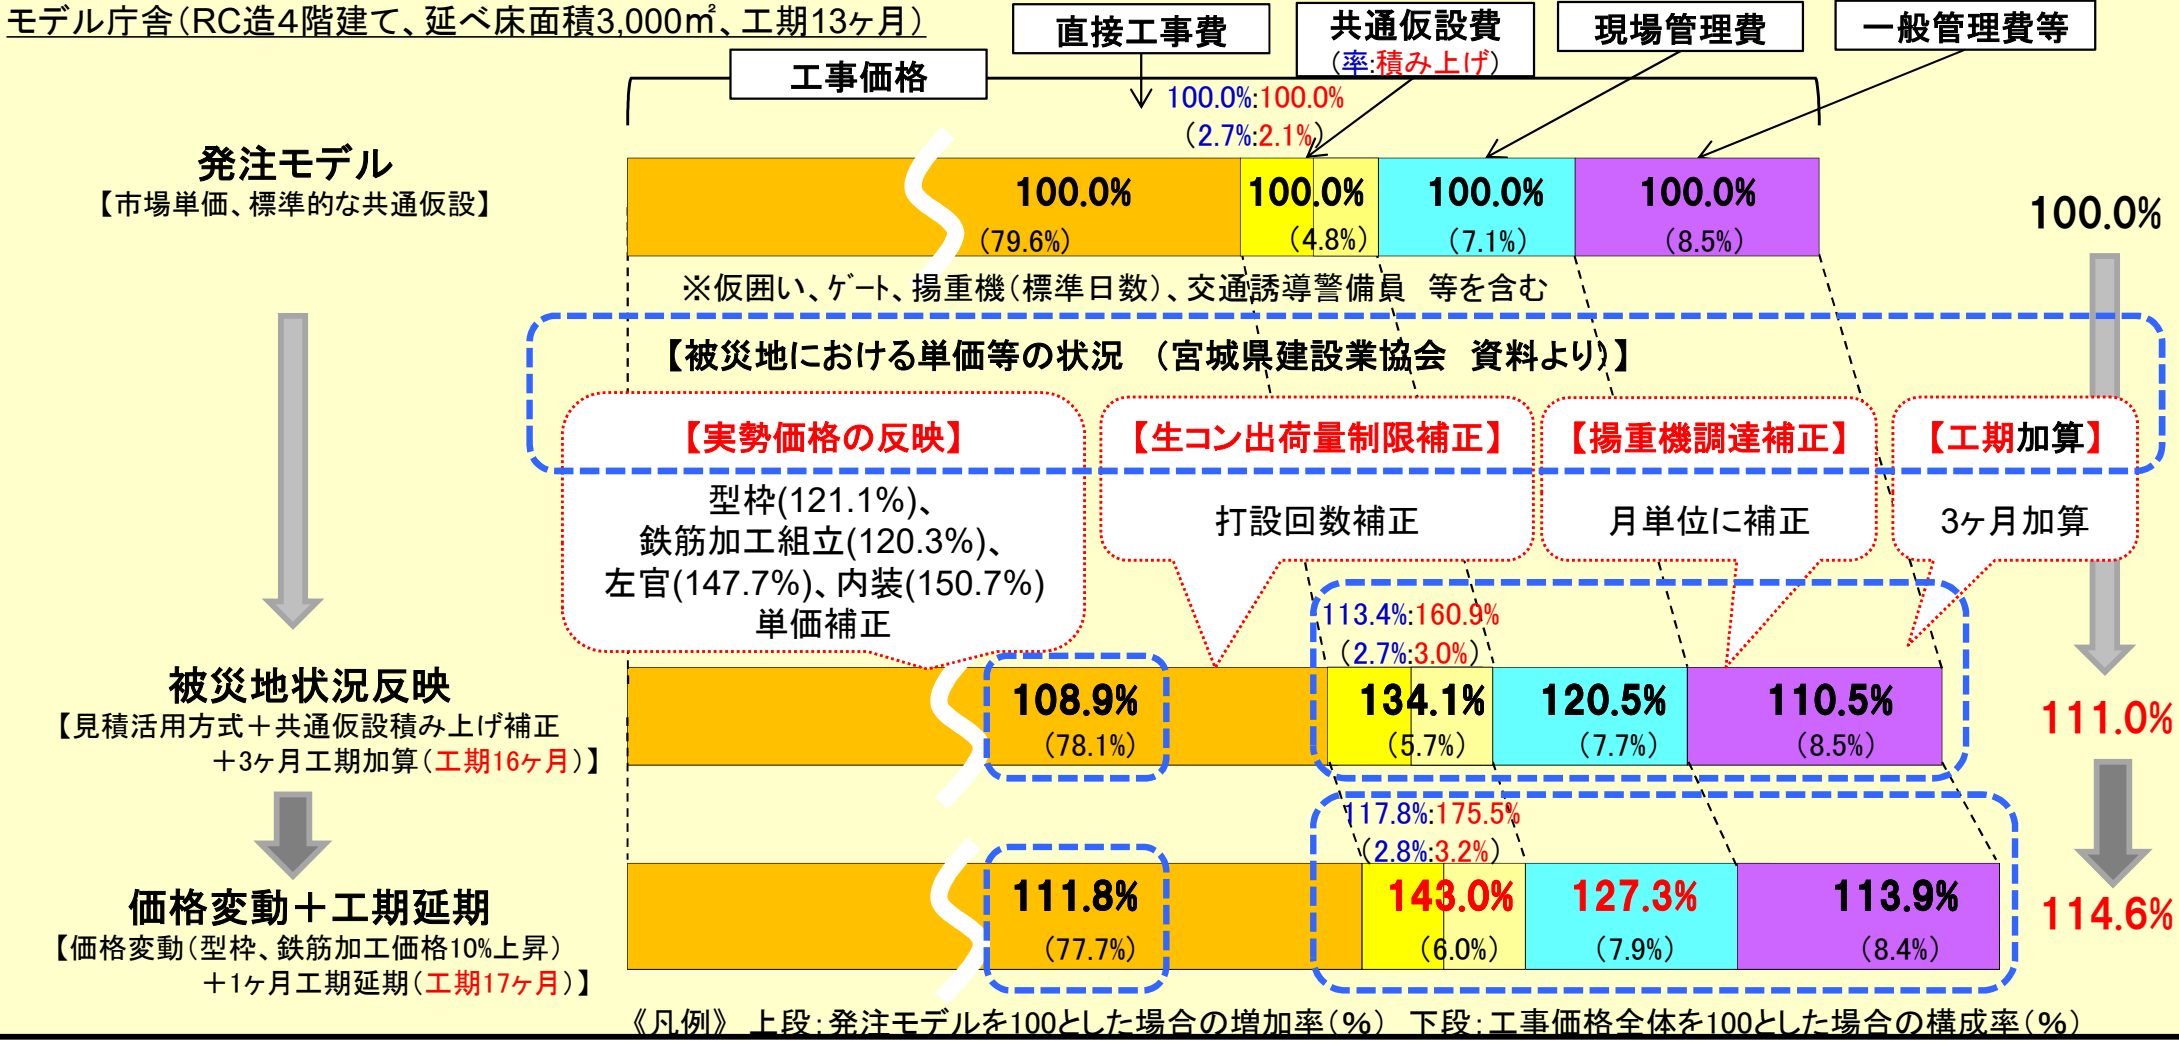 モデル庁舎（RC造４階建て、延べ床面積3,000㎡、工期13ヶ月）
直接工事費
共通仮設費
（率:積み上げ）
現場管理費
一般管理費等
工事価格
100.0%:100.0%
（2.7%:2.1%）
発注モデル
【市場単価、標準的な共通仮設】
100.0%
（79.6%）
100.0%
（4.8%）
100.0%
（7.1%）
100.0%
（8.5%）
100.0%
※仮囲い、ｹﾞｰﾄ、揚重機（標準日数）、交通誘導警備員　等を含む
【被災地における単価等の状況　（宮城県建設業協会　資料より）】
【実勢価格の反映】
型枠(121.1%)、
鉄筋加工組立(120.3%)、
左官(147.7%)、内装(150.7%)
単価補正
【生コン出荷量制限補正】
打設回数補正
【揚重機調達補正】
月単位に補正
【工期加算】
3ヶ月加算
113.4%:160.9%
（2.7%:3.0%）
被災地状況反映
【見積活用方式＋共通仮設積み上げ補正
＋3ヶ月工期加算（工期16ヶ月）】
108.9%
（78.1%）
134.1%
（5.7%）
120.5%
（7.7%）
110.5%
（8.5%）
111.0%
117.8%:175.5%
（2.8%:3.2%）
価格変動＋工期延期
【価格変動（型枠、鉄筋加工価格10%上昇）
＋1ヶ月工期延期（工期17ヶ月）】
111.8%
（77.7%）
143.0%
（6.0%）
127.3%
（7.9%）
113.9%
（8.4%）
114.6%
《凡例》　上段：発注モデルを100とした場合の増加率（％）　下段：工事価格全体を100とした場合の構成率（％）